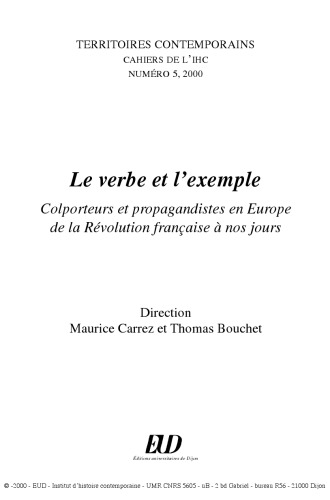 TERRITOIRES CONTEMPORAINS
CAHIERS DE L'IHC
NUMÉRO 5, 2000
Le verbe et l'exemple
Colporteurs et propagandistes en Europe
de la Révolution française à nos jours
Direction
Maurice Carrez et Thomas Bouchet
EUD
Éditions universitaires de Dijon
© -2000 - EUD - Institut d'histoire contemporaine - UMR CNRS 5605 - uB - 2 bd Gabriel - bureau R56 - 21000 Dijon